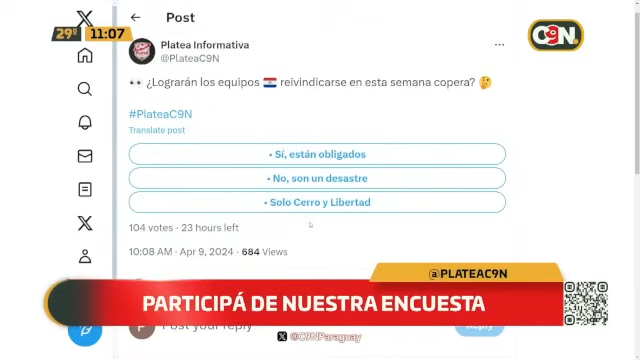 29º 11:07
Post
C9N
Platea Informativa
@PlateaC9N
¿Lograrán los equipos reivindicarse en esta semana copera?
#PlateaC9N
Translate post
• Sí, están obligados
• No, son un desastre
• Solo Cerro y Libertad
104 votes · 23 hours left
10:08 AM · Apr 9, 2024 · 684 Views
@PLATEAC9N
PARTICIPÁ DE NUESTRA ENCUESTA
P Post your reply Reply
X @C9NParaguay